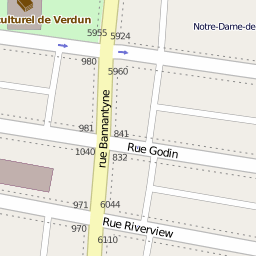 culturel de Verdun
Notre-Dame-de
5955 5924
980 5960
rue Bannantyne
981 841
1040 832
Rue Godin
971 6044
970
Rue Riverview
6110